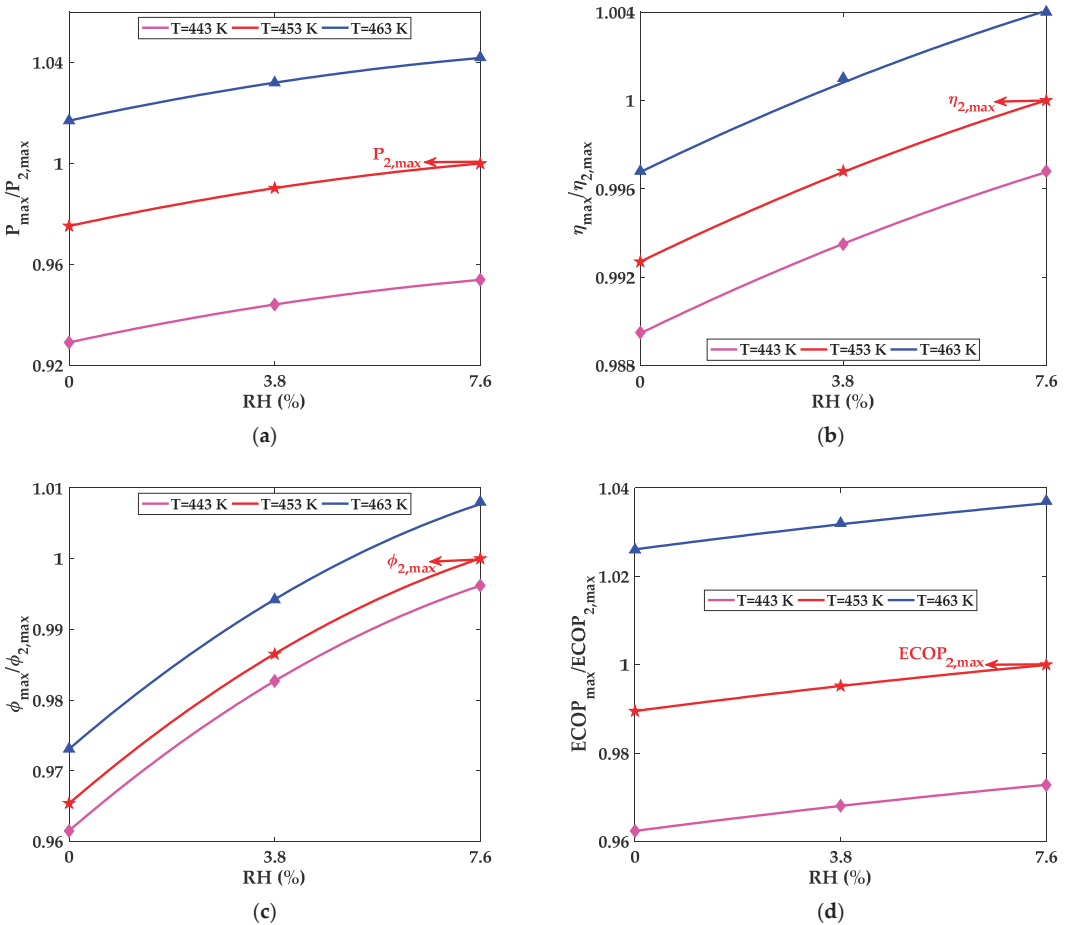 T=443 K T=453 K T=463 K
1.04
1
0.96
0.92
P_max/P_2,max
P_2,max
0 3.8 7.6
RH (%)
(a)
1.004
1
0.996
0.992
0.988
η_max/η_2,max
η_2,max
T=443 K T=453 K T=463 K
0 3.8 7.6
RH (%)
(b)
1.01
T=443 K T=453 K T=463 K
1
0.99
0.98
0.97
0.96
ϕ_max/ϕ_2,max
ϕ_2,max
0 3.8 7.6
RH (%)
(c)
1.04
1.02
1
0.98
0.96
ECOP_max/ECOP_2,max
T=443 K T=453 K T=463 K
ECOP_2,max
0 3.8 7.6
RH (%)
(d)